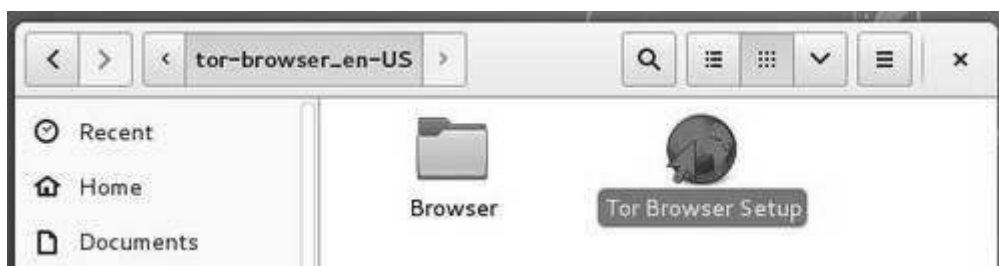 tor-browser_en-US
Recent
Home
Documents
Browser
Tor Browser Setup